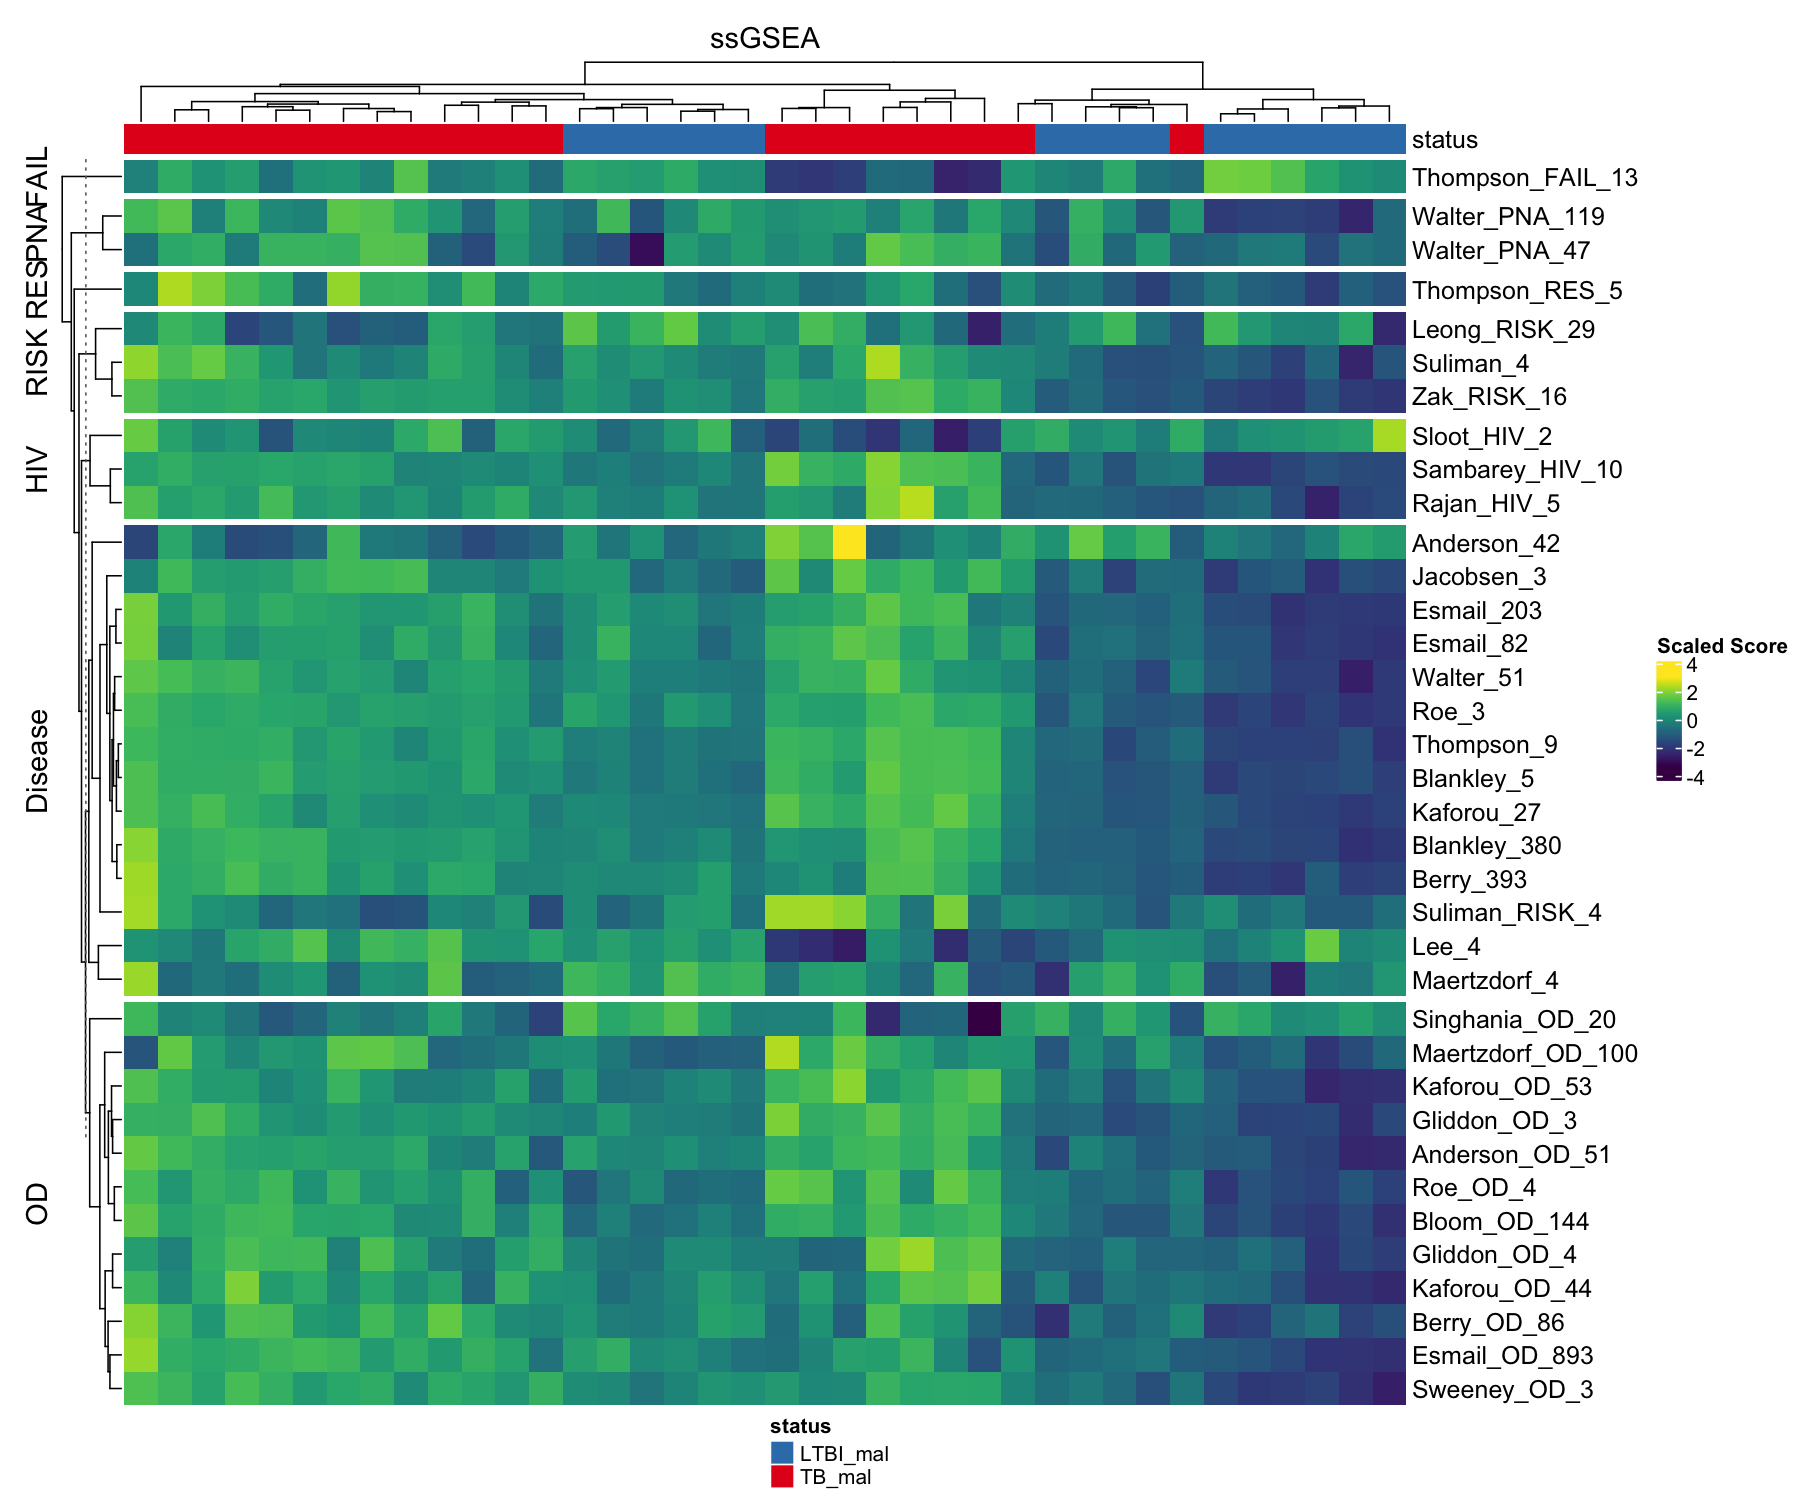 ssGSEA
status
FAIL
Thompson_FAIL_13
PNA
Walter_PNA_119
Walter_PNA_47
RES
Thompson_RES_5
RISK
Leong_RISK_29
Suliman_4
Zak_RISK_16
HIV
Sloot_HIV_2
Sambarey_HIV_10
Rajan_HIV_5
Disease
Anderson_42
Jacobsen_3
Esmail_203
Esmail_82
Walter_51
Roe_3
Thompson_9
Blankley_5
Kaforou_27
Blankley_380
Berry_393
Suliman_RISK_4
Lee_4
Maertzdorf_4
OD
Singhania_OD_20
Maertzdorf_OD_100
Kaforou_OD_53
Gliddon_OD_3
Anderson_OD_51
Roe_OD_4
Bloom_OD_144
Gliddon_OD_4
Kaforou_OD_44
Berry_OD_86
Esmail_OD_893
Sweeney_OD_3
Scaled Score
4
2
0
-2
-4
status
LTBI_mal
TB_mal